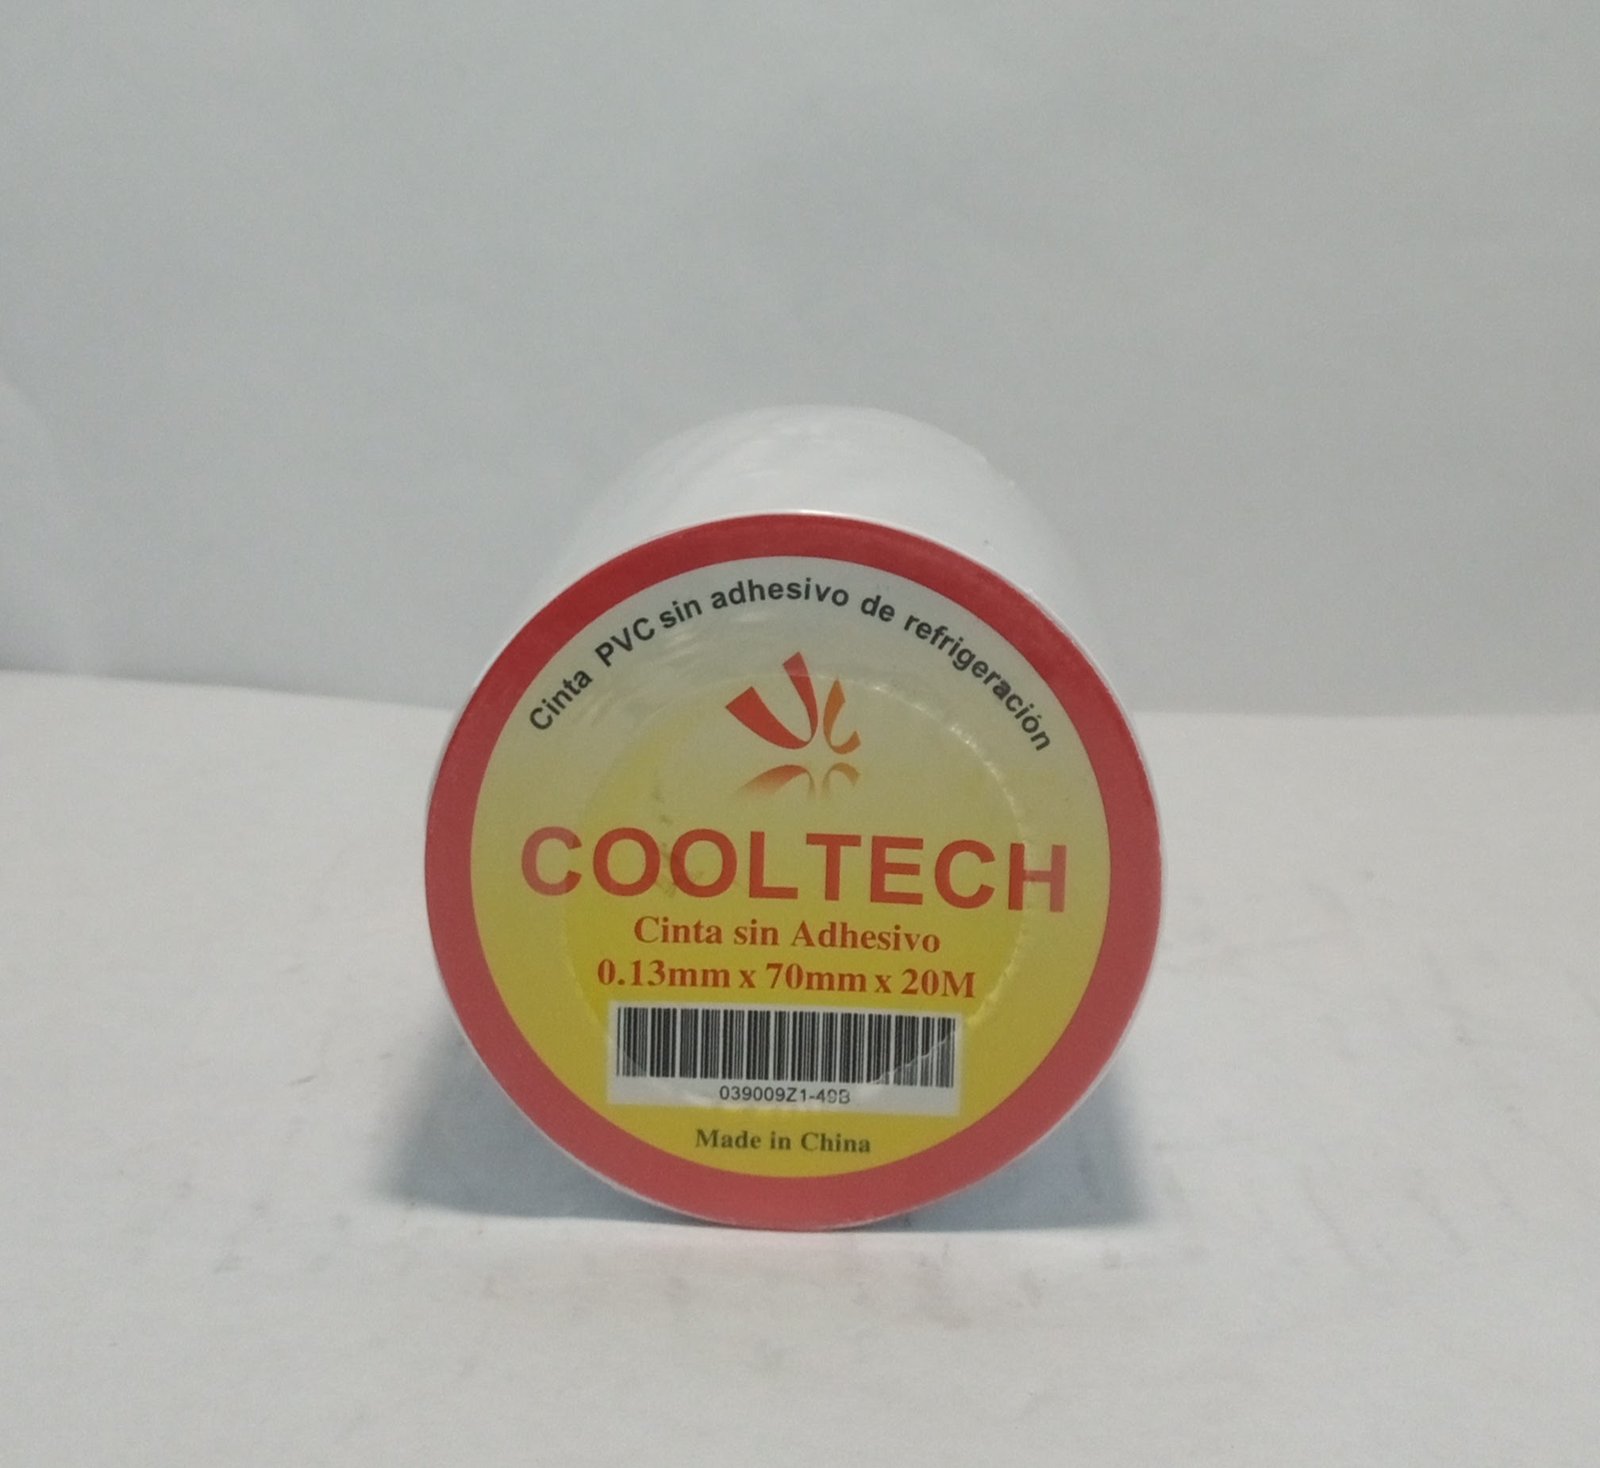 Cinta PVC sin adhesivo de refrigeración
COOLTECH
Cinta sin Adhesivo
0.13mm x 70mm x 20M
039009Z1-49B
Made in China